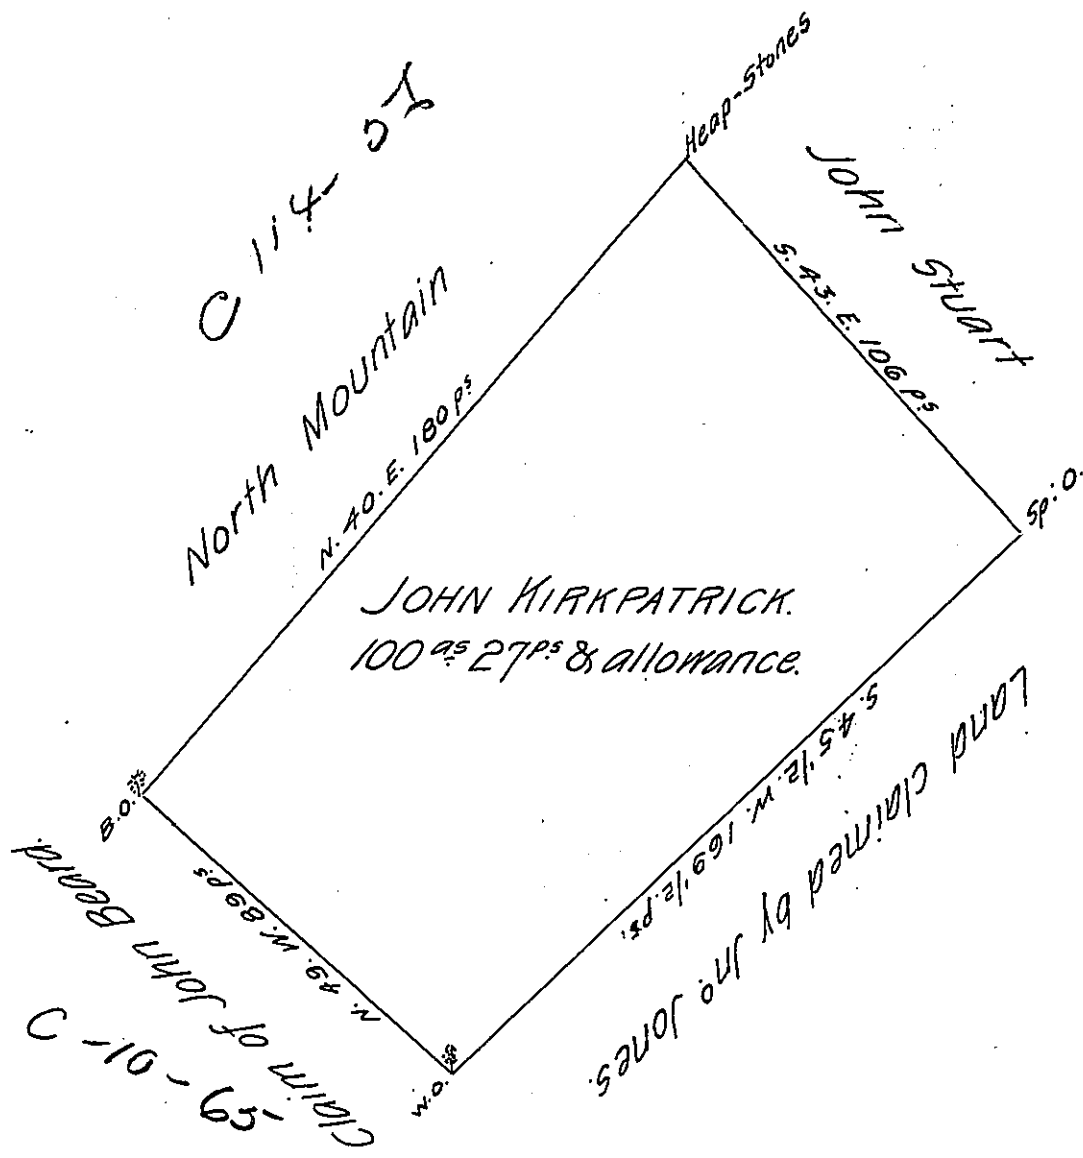 Heap-Stones
John Stuart
C 114-
North Mountain
S. 43. E. 106 ps
N. 40. E. 180 ps
Sp: O.
JOHN KIRKPATRICK.
100 as 27 ps & allowance.
S. 45 1/2. W. 169 1/2. ps.
Land claimed by Jno. Jones.
B.O.
N. 49. W. 89 ps
Claim of John Beard.
W.O.
C-10-65